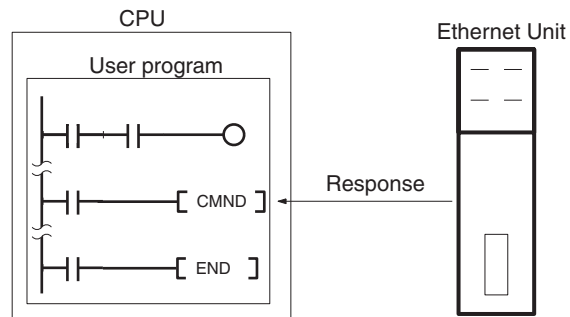 CPU
Ethernet Unit
User program
Response
CMND
END